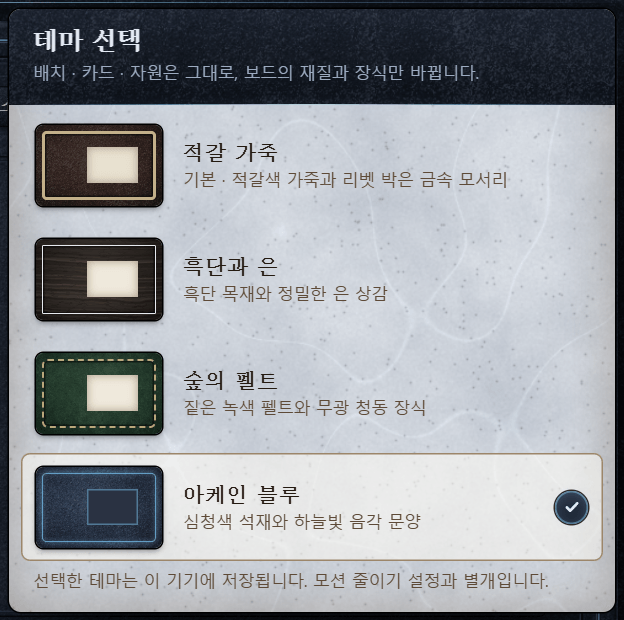 테마 선택
배치 · 카드 · 자원은 그대로, 보드의 재질과 장식만 바뀝니다.
적갈 가죽
기본 · 적갈색 가죽과 리벳 박은 금속 모서리
흑단과 은
흑단 목재와 정밀한 은 상감
숲의 펠트
짙은 녹색 펠트와 무광 청동 장식
아케인 블루
심청색 석재와 하늘빛 음각 문양
선택한 테마는 이 기기에 저장됩니다. 모션 줄이기 설정과 별개입니다.